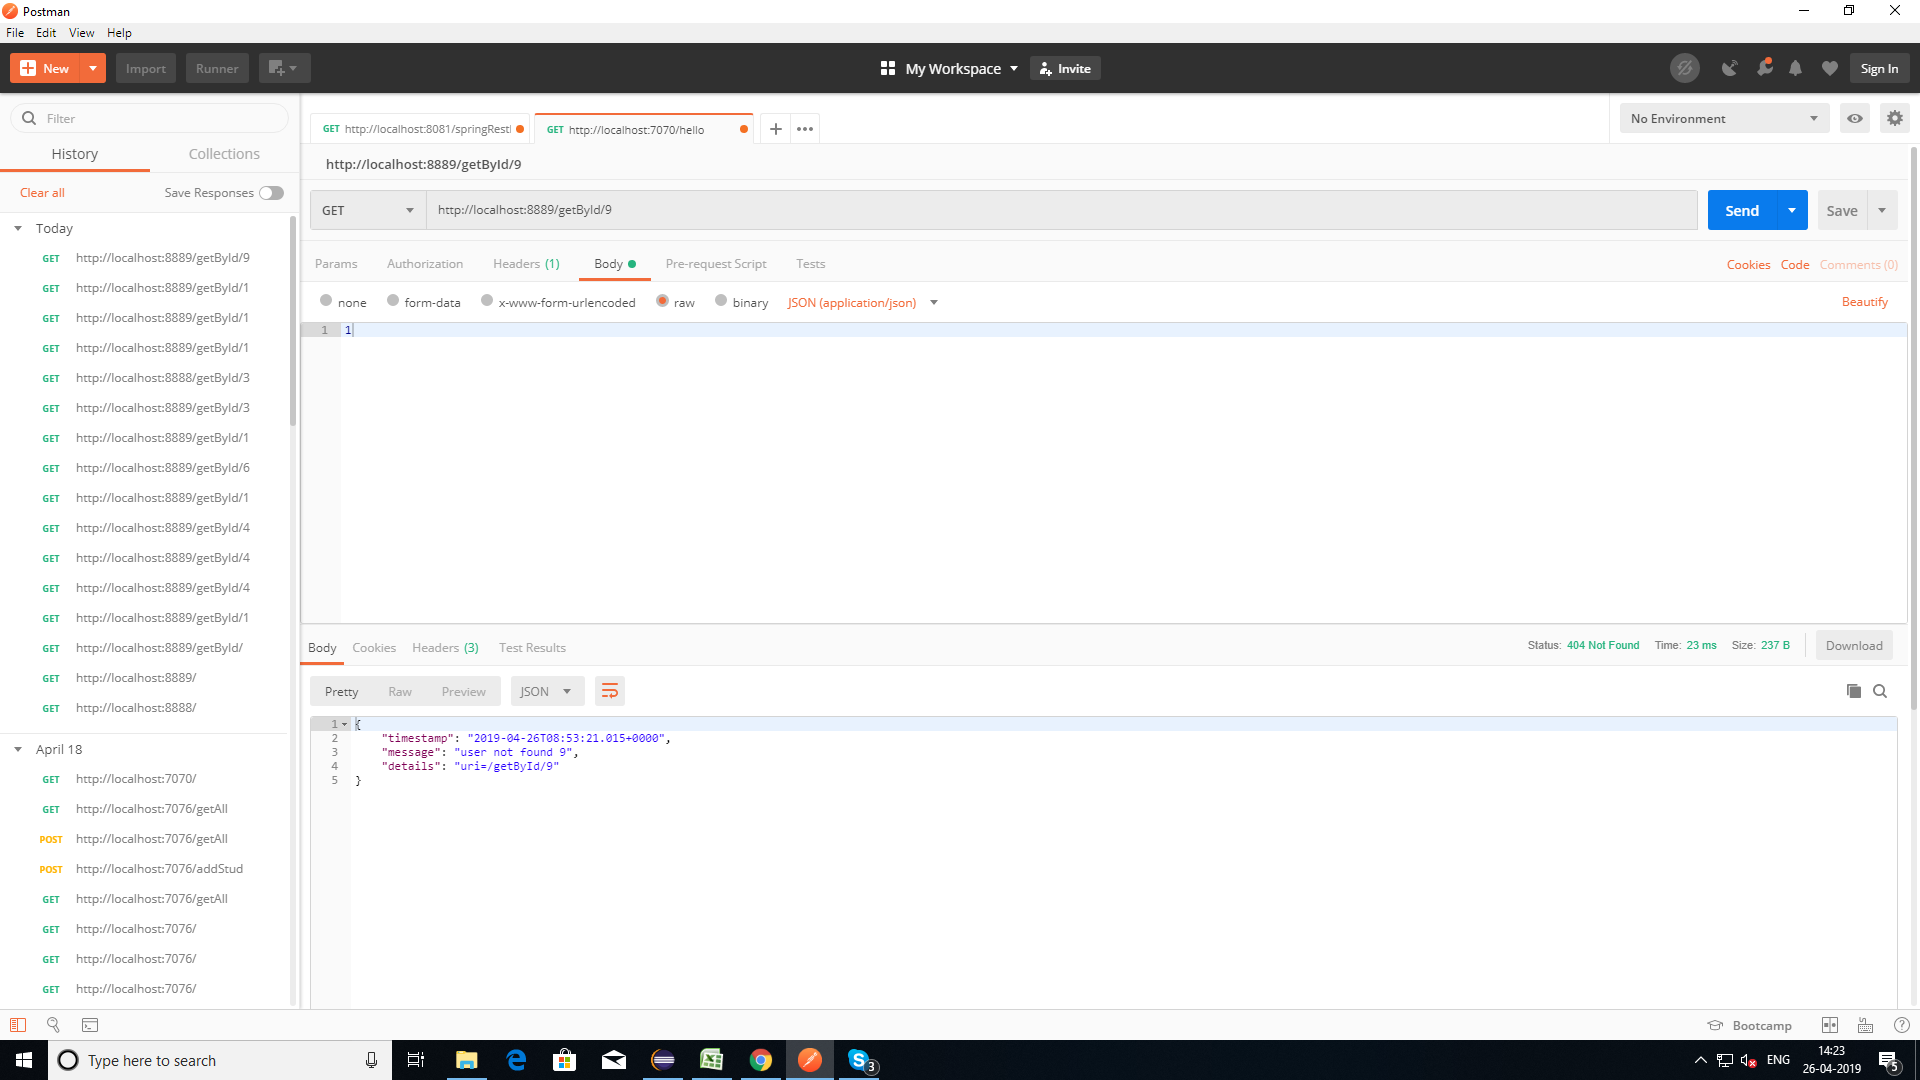 Postman
File Edit View Help
New Import Runner My Workspace Invite Sign In
Filter
History Collections
Clear all Save Responses
Today
GET http://localhost:8889/getById/9
GET http://localhost:8889/getById/1
GET http://localhost:8889/getById/1
GET http://localhost:8889/getById/1
GET http://localhost:8888/getById/3
GET http://localhost:8889/getById/3
GET http://localhost:8889/getById/1
GET http://localhost:8889/getById/6
GET http://localhost:8889/getById/1
GET http://localhost:8889/getById/4
GET http://localhost:8889/getById/4
GET http://localhost:8889/getById/4
GET http://localhost:8889/getById/1
GET http://localhost:8889/getById/
GET http://localhost:8889/
GET http://localhost:8888/
April 18
GET http://localhost:7070/
GET http://localhost:7076/getAll
POST http://localhost:7076/getAll
POST http://localhost:7076/addStud
GET http://localhost:7076/getAll
GET http://localhost:7076/
GET http://localhost:7076/
GET http://localhost:7076/
GET http://localhost:8081/springRest GET http://localhost:7070/hello No Environment
http://localhost:8889/getById/9
GET http://localhost:8889/getById/9 Send Save
Params Authorization Headers (1) Body Pre-request Script Tests Cookies Code Comments (0)
none form-data x-www-form-urlencoded raw binary JSON (application/json) Beautify
1 1
Body Cookies Headers (3) Test Results Status: 404 Not Found Time: 23 ms Size: 237 B Download
Pretty Raw Preview JSON
1 {
2 "timestamp": "2019-04-26T08:53:21.015+0000",
3 "message": "user not found 9",
4 "details": "uri=/getById/9"
5 }
Bootcamp
Type here to search 3 ENG 14:23
26-04-2019 5